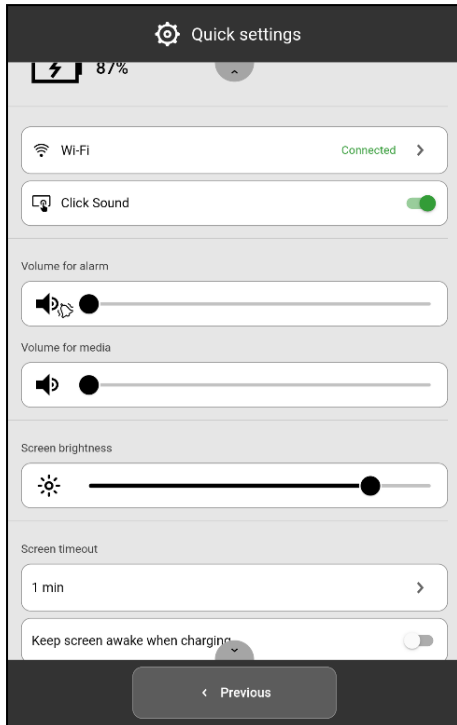 Quick settings
87%
Wi-Fi Connected
Click Sound
Volume for alarm
Volume for media
Screen brightness
Screen timeout
1 min
Keep screen awake when charging
Previous